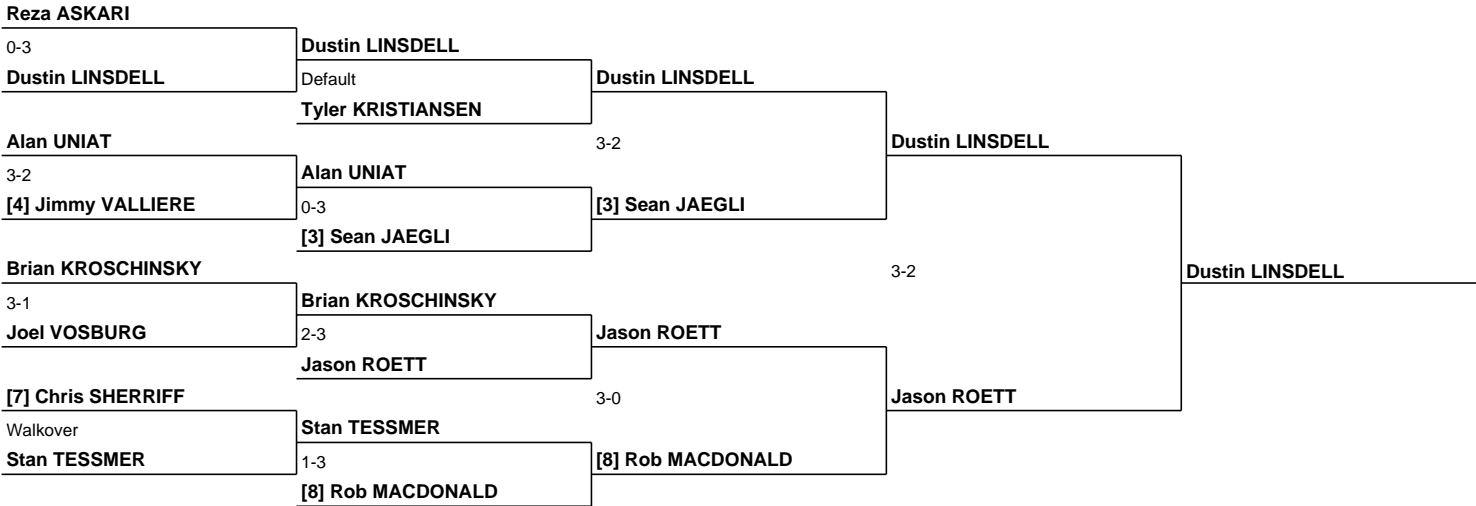 Reza ASKARI
0-3
Dustin LINSDELL
Dustin LINSDELL
Default
Dustin LINSDELL
Tyler KRISTIANSEN
Alan UNIAT
3-2
Dustin LINSDELL
3-2
Alan UNIAT
[4] Jimmy VALLIERE
0-3
[3] Sean JAEGLI
[3] Sean JAEGLI
Brian KROSCHINSKY
3-2
Dustin LINSDELL
3-1
Brian KROSCHINSKY
Joel VOSBURG
2-3
Jason ROETT
Jason ROETT
[7] Chris SHERRIFF
3-0
Jason ROETT
Walkover
Stan TESSMER
Stan TESSMER
1-3
[8] Rob MACDONALD
[8] Rob MACDONALD